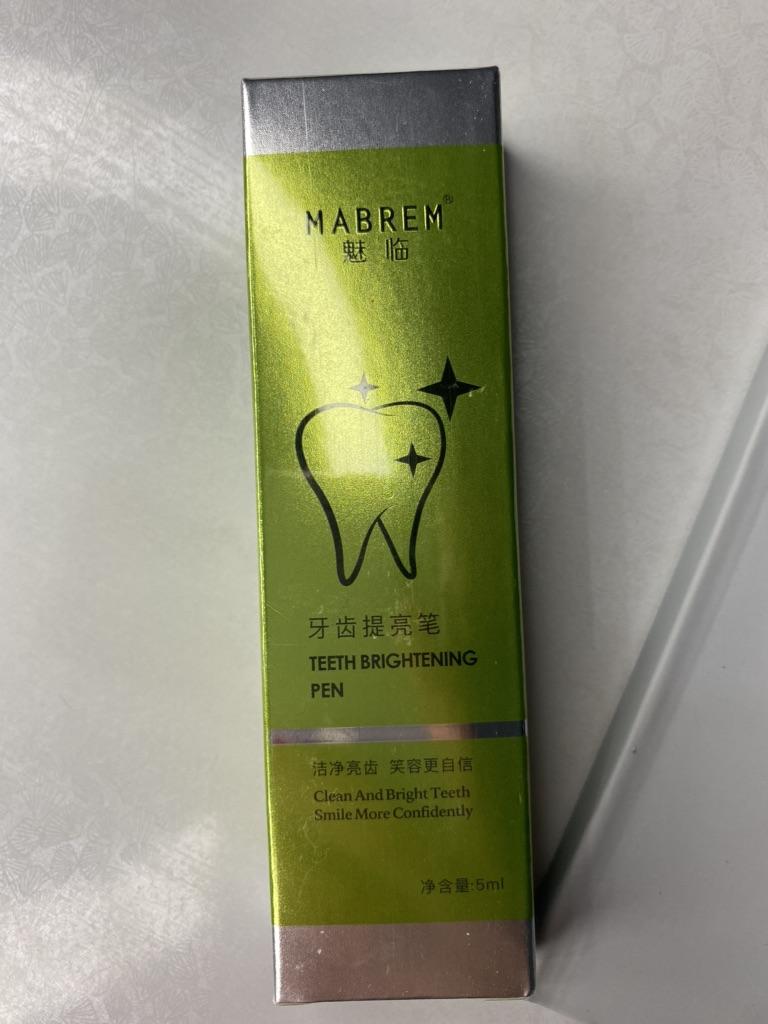 MABREM®
魅临
牙齿提亮笔
TEETH BRIGHTENING
PEN
洁净亮齿 笑容更自信
Clean And Bright Teeth
Smile More Confidently
净含量:5ml